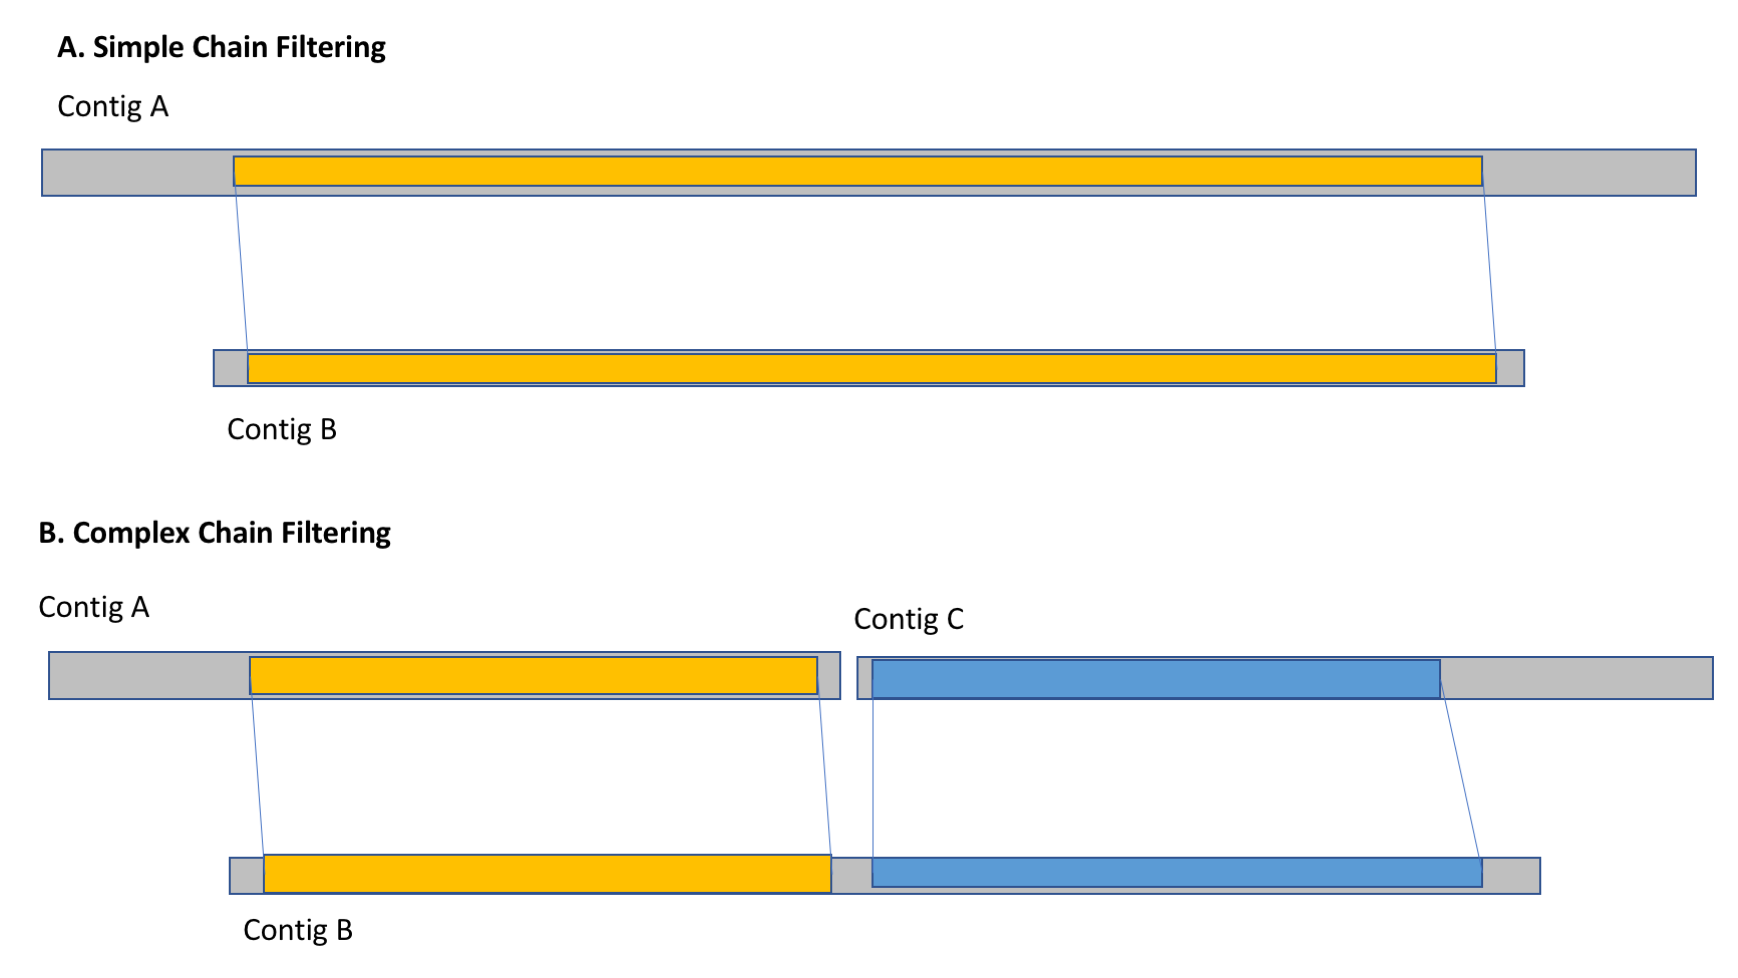 A. Simple Chain Filtering
Contig A
Contig B
B. Complex Chain Filtering
Contig A
Contig C
Contig B